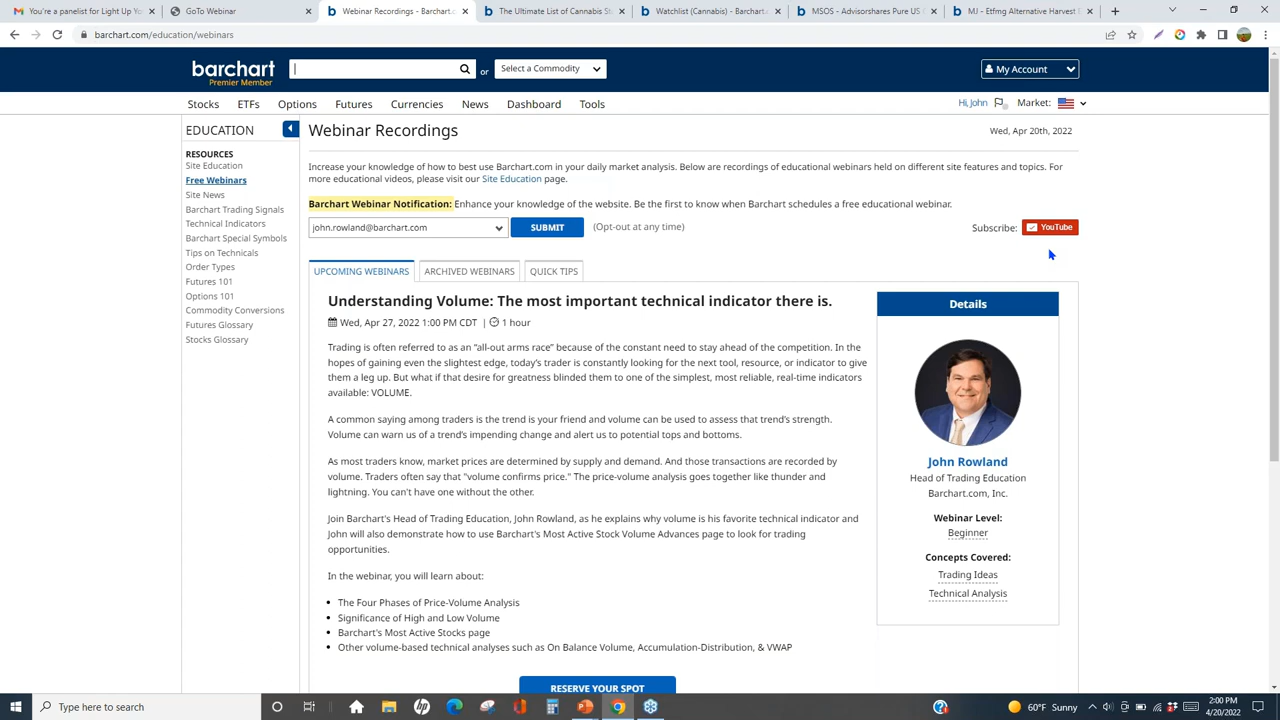 You're a panelist for Light Up Yo
GoTo Webinar
Webinar Recordings - Barchart.c
The Ultimate List of Cannabis Sto
Watchlist (Cannabis) - Barchart.c
MSOS - Advisorshares Pure US C
MJ - Etfmg Alternative Harvest E
barchart.com/education/webinars
barchart
Premier Member
or
Select a Commodity
My Account
Stocks
ETFs
Options
Futures
Currencies
News
Dashboard
Tools
Hi, John
Market:
EDUCATION
Webinar Recordings
Wed, Apr 20th, 2022
RESOURCES
Site Education
Free Webinars
Site News
Barchart Trading Signals
Technical Indicators
Barchart Special Symbols
Tips on Technicals
Order Types
Futures 101
Options 101
Commodity Conversions
Futures Glossary
Stocks Glossary
Increase your knowledge of how to best use Barchart.com in your daily market analysis. Below are recordings of educational webinars held on different site features and topics. For
more educational videos, please visit our Site Education page.
Barchart Webinar Notification: Enhance your knowledge of the website. Be the first to know when Barchart schedules a free educational webinar.
john.rowland@barchart.com
SUBMIT
(Opt-out at any time)
Subscribe:
YouTube
UPCOMING WEBINARS
ARCHIVED WEBINARS
QUICK TIPS
Understanding Volume: The most important technical indicator there is.
Wed, Apr 27, 2022 1:00 PM CDT | 1 hour
Trading is often referred to as an "all-out arms race" because of the constant need to stay ahead of the competition. In the
hopes of gaining even the slightest edge, today's trader is constantly looking for the next tool, resource, or indicator to give
them a leg up. But what if that desire for greatness blinded them to one of the simplest, most reliable, real-time indicators
available: VOLUME.
A common saying among traders is the trend is your friend and volume can be used to assess that trend's strength.
Volume can warn us of a trend's impending change and alert us to potential tops and bottoms.
As most traders know, market prices are determined by supply and demand. And those transactions are recorded by
volume. Traders often say that "volume confirms price." The price-volume analysis goes together like thunder and
lightning. You can't have one without the other.
Join Barchart's Head of Trading Education, John Rowland, as he explains why volume is his favorite technical indicator and
John will also demonstrate how to use Barchart's Most Active Stock Volume Advances page to look for trading
opportunities.
In the webinar, you will learn about:
• The Four Phases of Price-Volume Analysis
• Significance of High and Low Volume
• Barchart's Most Active Stocks page
• Other volume-based technical analyses such as On Balance Volume, Accumulation-Distribution, & VWAP
RESERVE YOUR SPOT
Details
John Rowland
Head of Trading Education
Barchart.com, Inc.
Webinar Level:
Beginner
Concepts Covered:
Trading Ideas
Technical Analysis
Type here to search
60°F Sunny
2:00 PM
4/20/2022